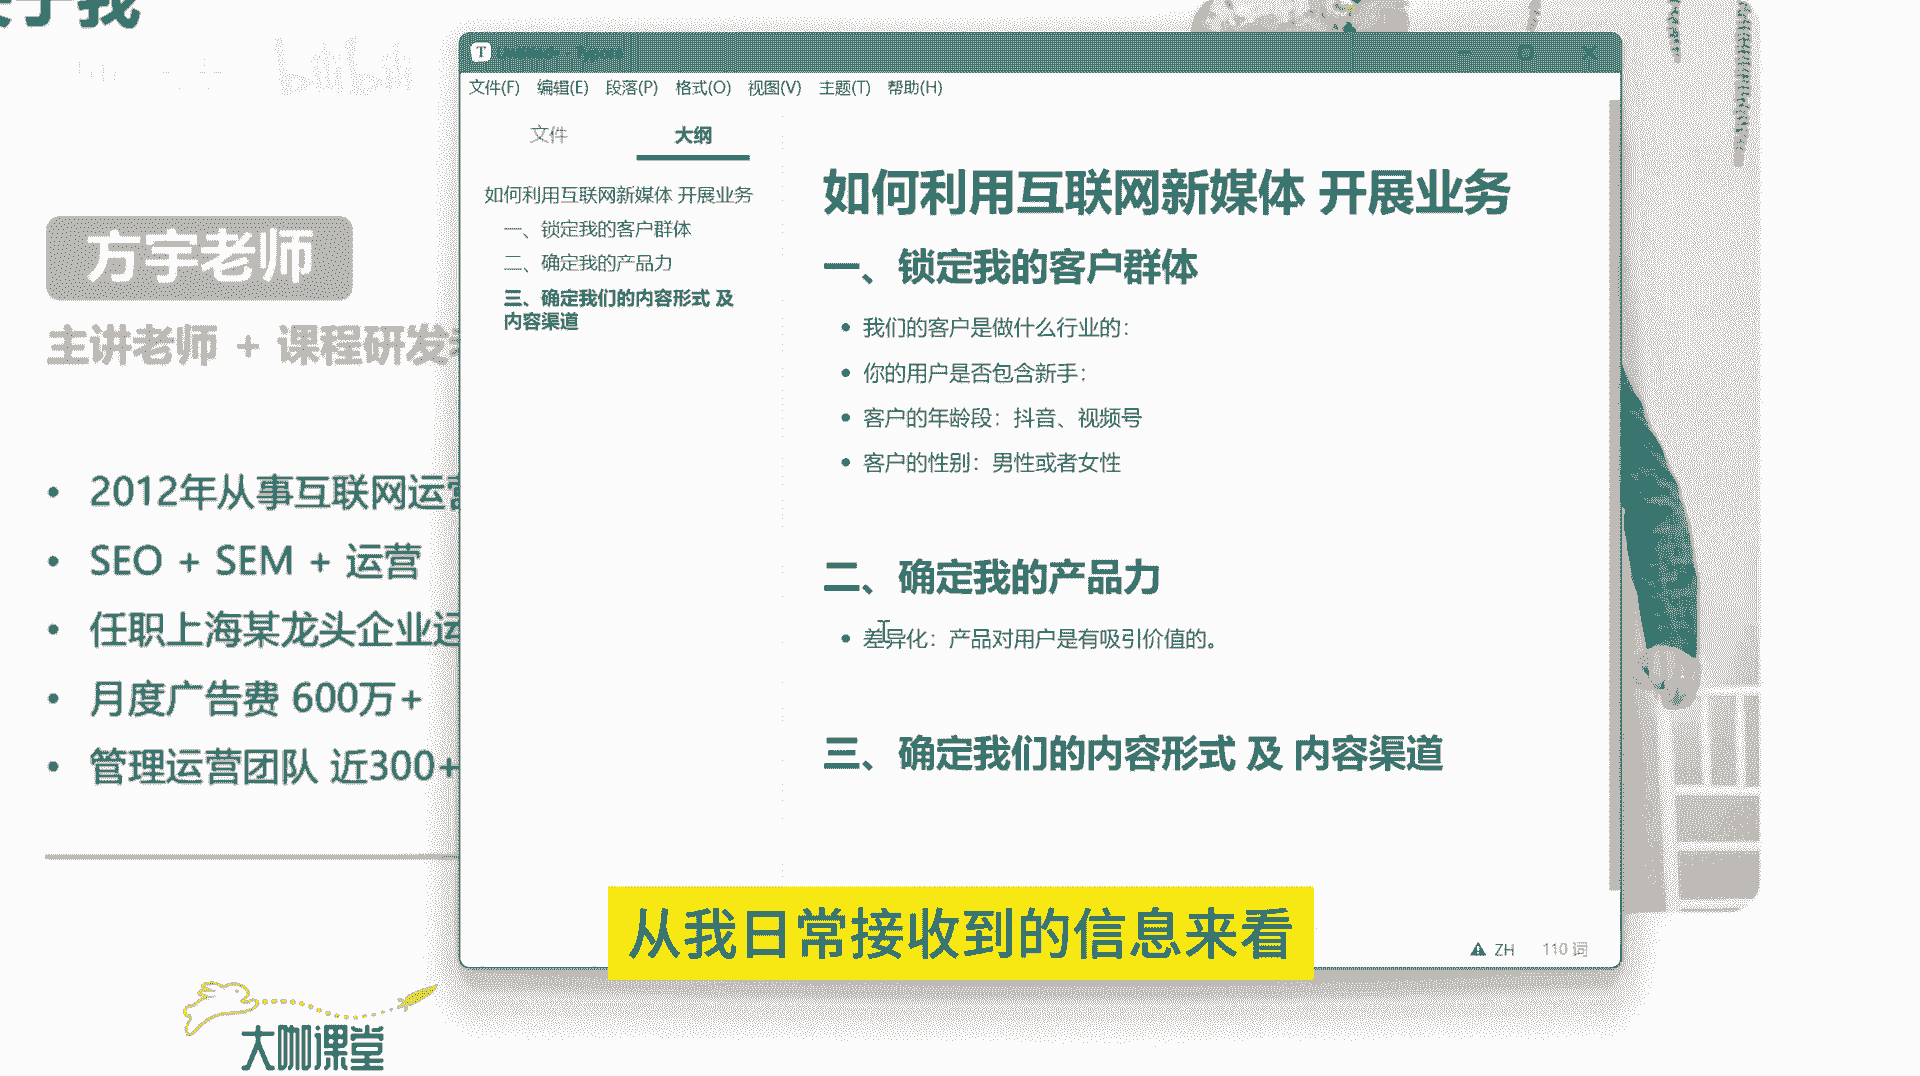 关于我
bilibili
方宇老师
主讲老师 + 课程研发
2012年从事互联网运营
SEO + SEM + 运营
任职上海某龙头企业运
月度广告费 600万+
管理运营团队 近300+
大咖课堂
文件(F) 编辑(E) 段落(P) 格式(O) 视图(V) 主题(T) 帮助(H)
文件 大纲
如何利用互联网新媒体 开展业务
一、锁定我的客户群体
二、确定我的产品力
三、确定我们的内容形式 及
内容渠道
如何利用互联网新媒体 开展业务
一、锁定我的客户群体
我们的客户是做什么行业的：
你的用户是否包含新手：
客户的年龄段：抖音、视频号
客户的性别：男性或者女性
二、确定我的产品力
差异化：产品对用户是有吸引价值的。
三、确定我们的内容形式 及 内容渠道
ZH 110 词
从我日常接收到的信息来看